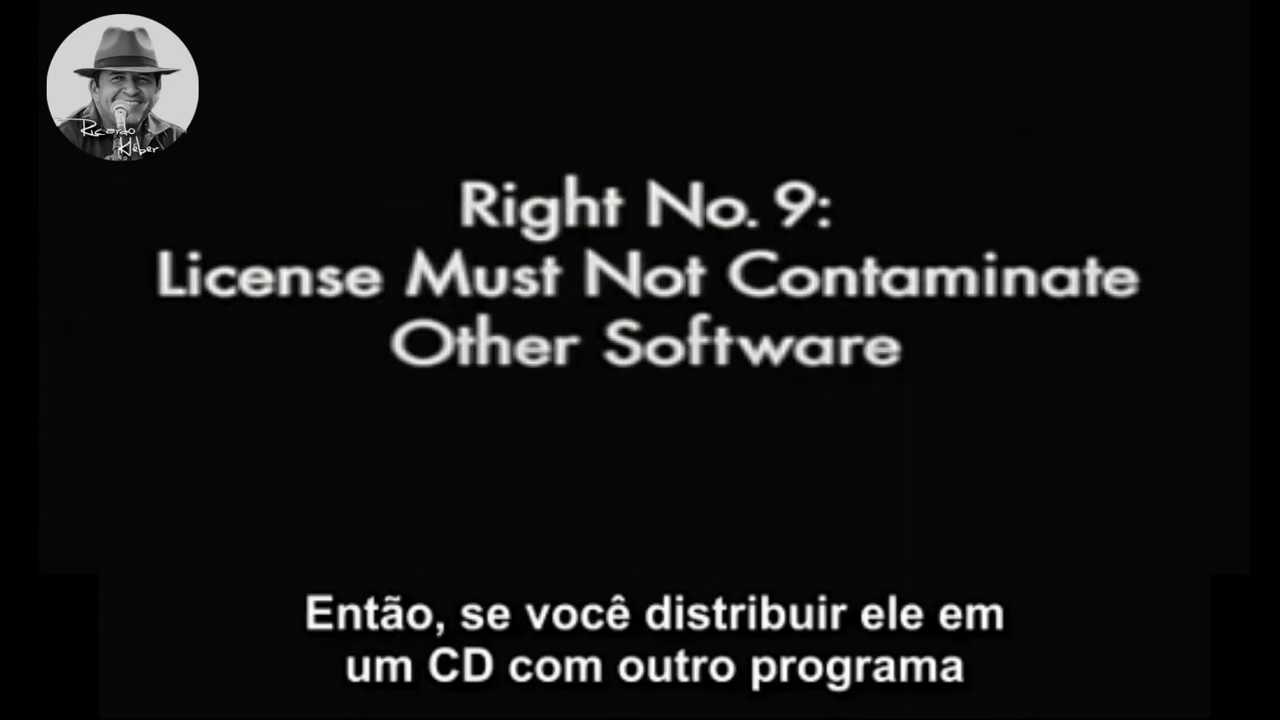 Ricardo
Kléber
Right No. 9:
License Must Not Contaminate
Other Software
Então, se você distribuir ele em
um CD com outro programa